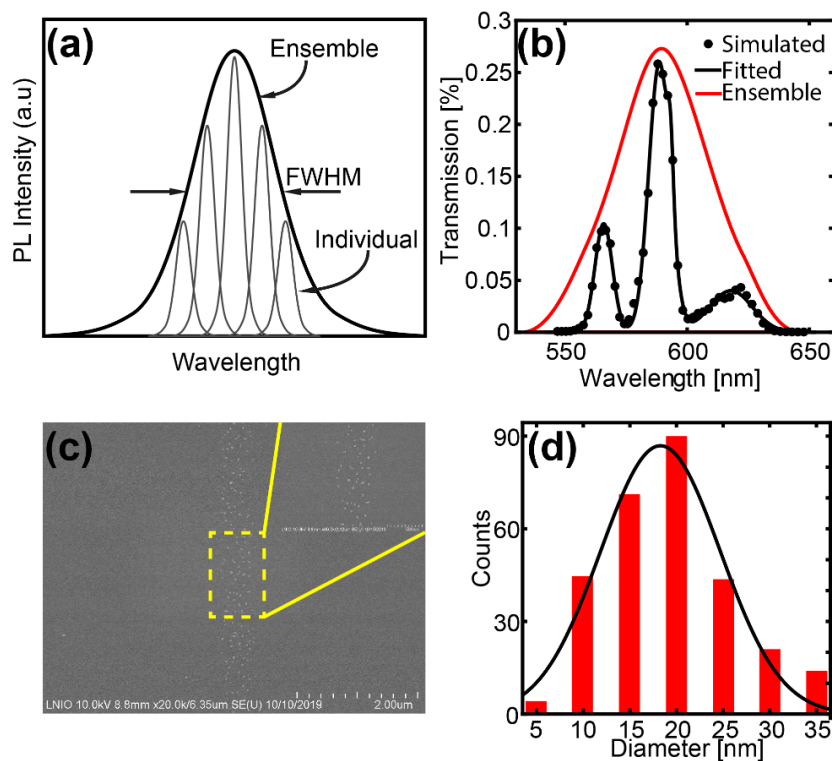 (a)
Ensemble
FWHM
Individual
PL Intensity (a.u)
Wavelength
(b)
Simulated
Fitted
Ensemble
Transmission [%]
0.3
0.25
0.2
0.15
0.1
0.05
0
550 600 650
Wavelength [nm]
(c)
LNIO 10.0kV 8.8mm x20.0k/6.35um SE(U) 10/10/2019 2.00um
(d)
Counts
90
60
30
0
5 10 15 20 25 30 35
Diameter [nm]